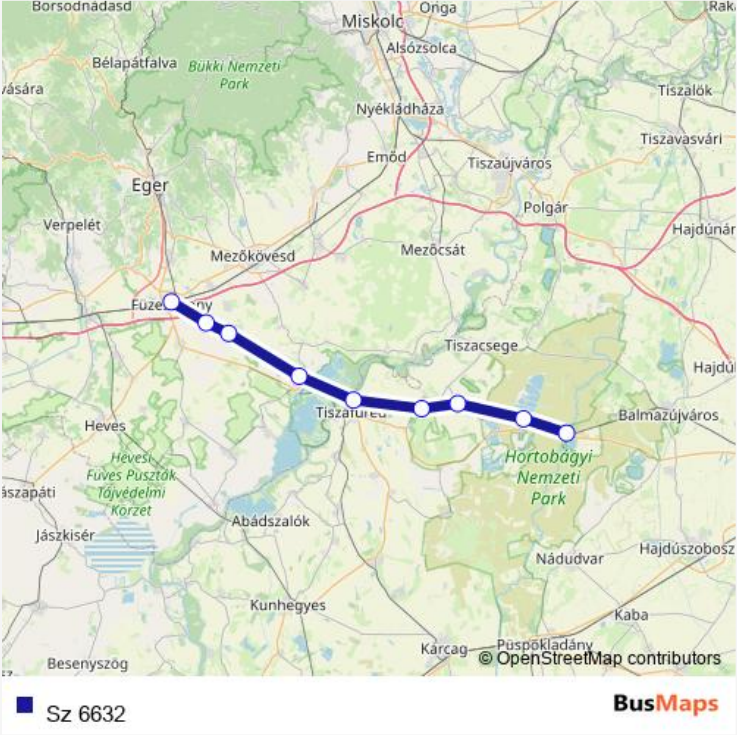 Borsodnádasd
Onga
Miskolc
Alsózsolca
Bélapátfalva
Bükki Nemzeti
Park
Tiszalök
Nyékládháza
Tiszavasvári
Emőd
Tiszaújváros
Eger
Polgár
Verpelét
Mezőkövesd
Mezőcsát
Tiszacsege
Balmazújváros
Heves
Hortobágyi
Nemzeti
Park
Hevesi
Füves Puszták
Tájvédelmi
Körzet
Abádszalók
Jászkisér
Nádudvar
Kunhegyes
Kaba
Karcag
Püspökladány
Besenyszög
© OpenStreetMap contributors
Sz 6632
BusMaps